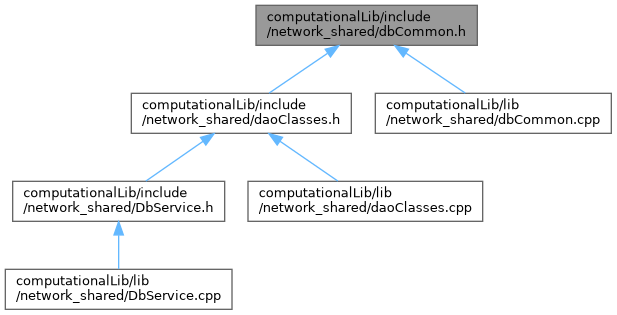 computationalLib/include
/network_shared/dbCommon.h
computationalLib/include
/network_shared/daoClasses.h
computationalLib/lib
/network_shared/dbCommon.cpp
computationalLib/include
/network_shared/DbService.h
computationalLib/lib
/network_shared/daoClasses.cpp
computationalLib/lib
/network_shared/DbService.cpp